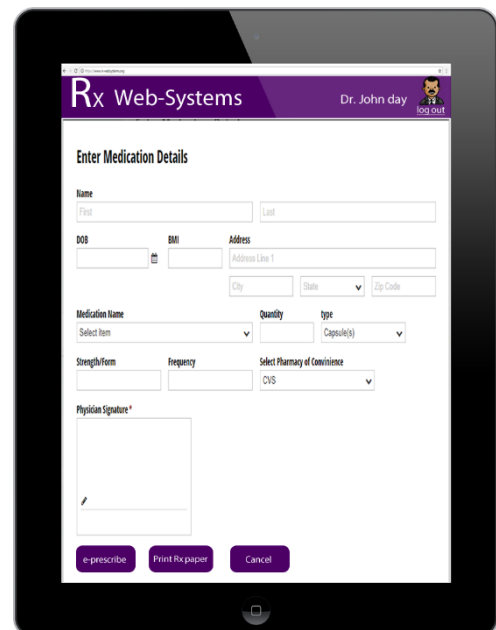 Rx Web-Systems
Dr. John day
log out
Enter Medication Details
Name
First Last
DOB BMI Address
Address Line 1
City State Zip Code
Medication Name Quantity type
Select item Capsule(s)
Strength/Form Frequency Select Pharmacy of Convinience
CVS
Physician Signature *
e-prescribe Print Rx paper Cancel